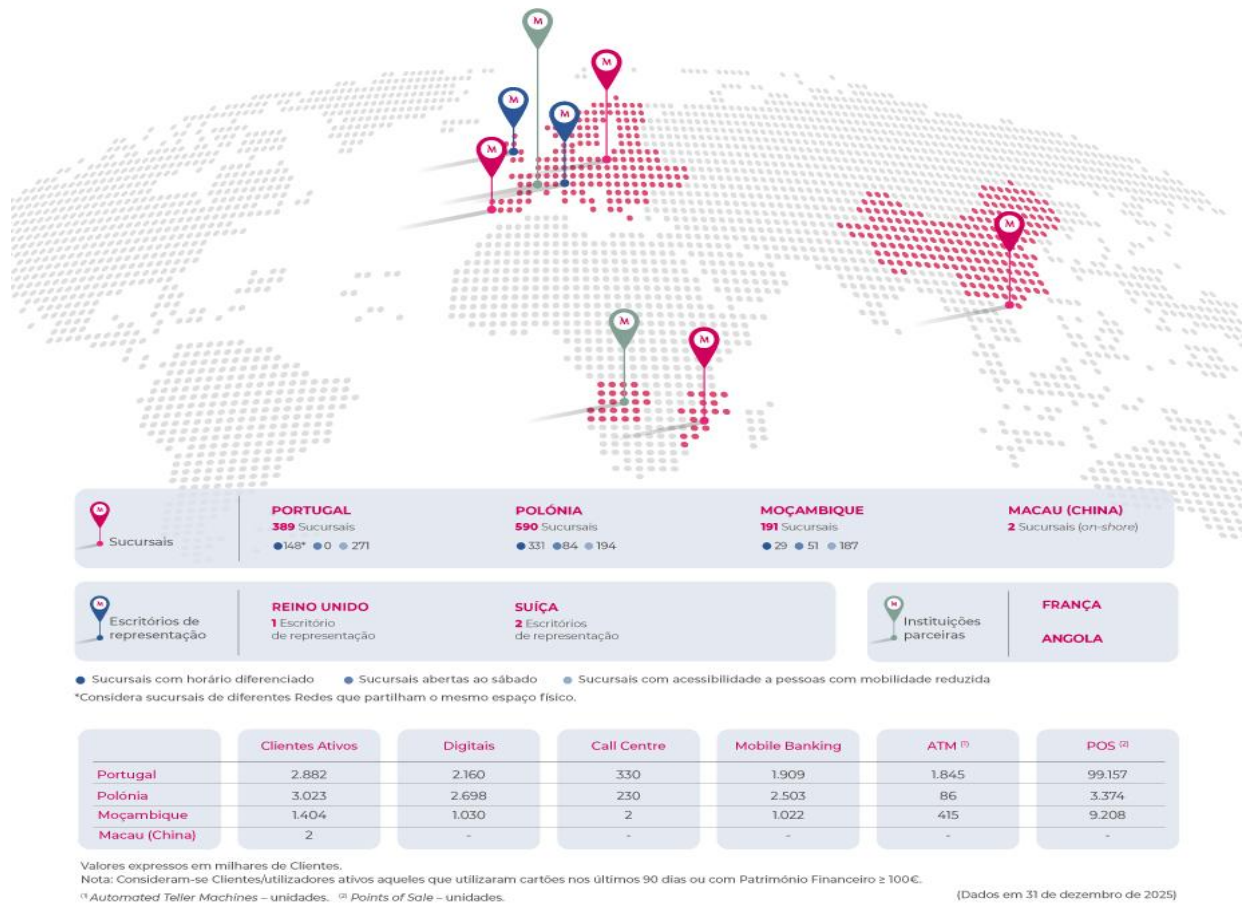 PORTUGAL
389 Sucursais
148* 0 271
POLÓNIA
590 Sucursais
331 84 194
MOÇAMBIQUE
191 Sucursais
29 51 187
MACAU (CHINA)
2 Sucursais (on-shore)
Sucursais
Escritórios de
representação
REINO UNIDO
1 Escritório
de representação
SUÍÇA
2 Escritórios
de representação
Instituições
parceiras
FRANÇA
ANGOLA
Sucursais com horário diferenciado Sucursais abertas ao sábado Sucursais com acessibilidade a pessoas com mobilidade reduzida
*Considera sucursais de diferentes Redes que partilham o mesmo espaço físico.
Clientes Ativos Digitais Call Centre Mobile Banking ATM (1) POS (2)
Portugal 2.882 2.160 330 1.909 1.845 99.157
Polónia 3.023 2.698 230 2.503 86 3.374
Moçambique 1.404 1.030 2 1.022 415 9.208
Macau (China) 2 - - - - -
Valores expressos em milhares de Clientes.
Nota: Consideram-se Clientes/utilizadores ativos aqueles que utilizaram cartões nos últimos 90 dias ou com Património Financeiro ≥ 100€.
(1) Automated Teller Machines – unidades. (2) Points of Sale – unidades.
(Dados em 31 de dezembro de 2025)